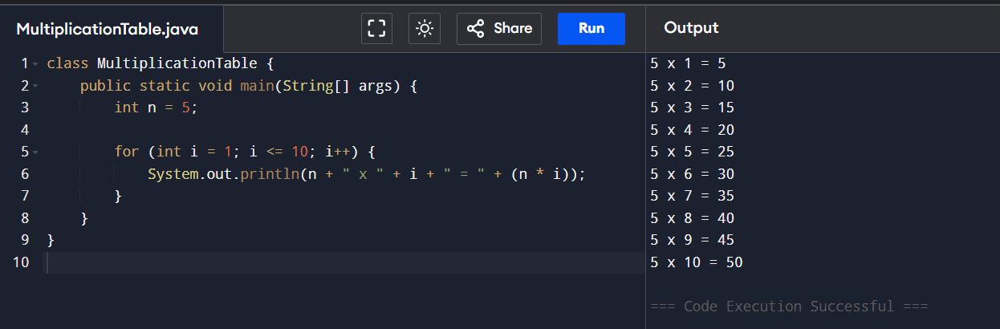 MultiplicationTable.java
Share
Run
Output
1 class MultiplicationTable {
2     public static void main(String[] args) {
3         int n = 5;
4
5         for (int i = 1; i <= 10; i++) {
6             System.out.println(n + " x " + i + " = " + (n * i));
7         }
8     }
9 }
10
5 x 1 = 5
5 x 2 = 10
5 x 3 = 15
5 x 4 = 20
5 x 5 = 25
5 x 6 = 30
5 x 7 = 35
5 x 8 = 40
5 x 9 = 45
5 x 10 = 50
=== Code Execution Successful ===